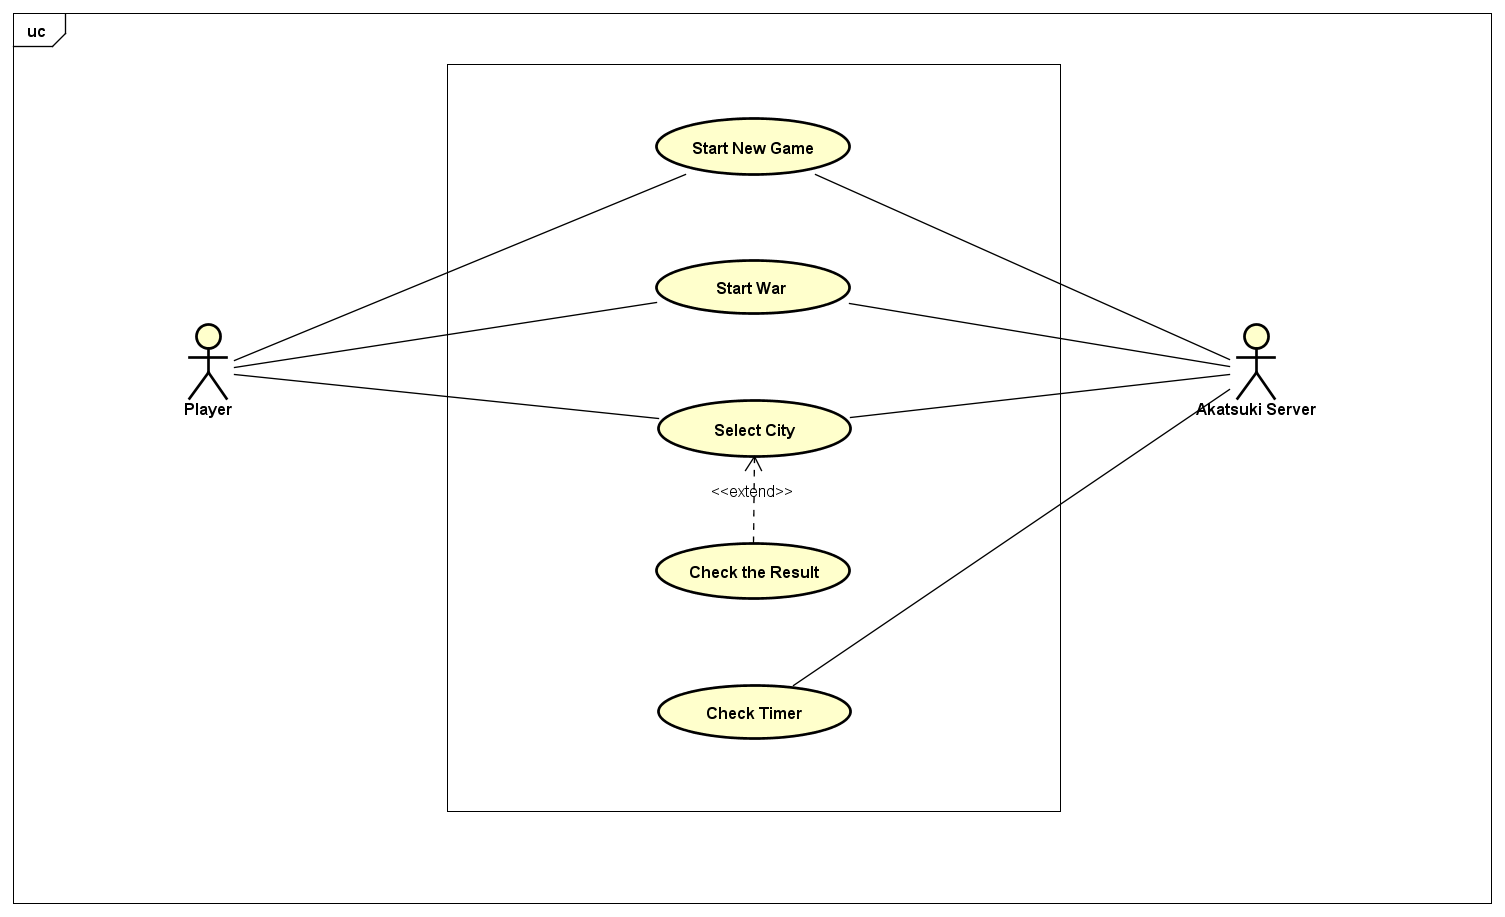 uc
Start New Game
Start War
Player
Akatsuki Server
Select City
<<extend>>
Check the Result
Check Timer